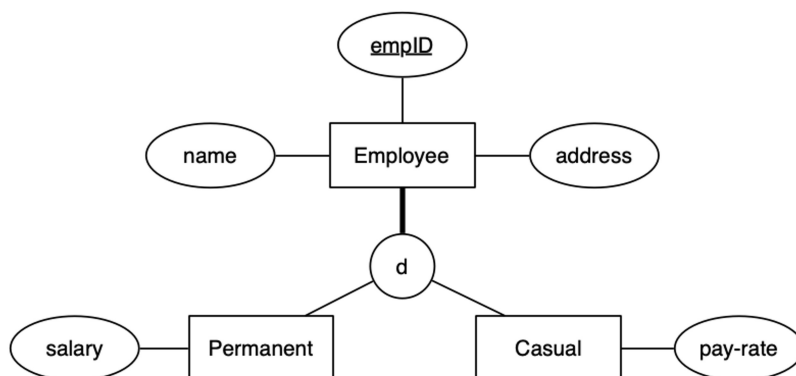 empID
name
Employee
address
d
salary
Permanent
Casual
pay-rate